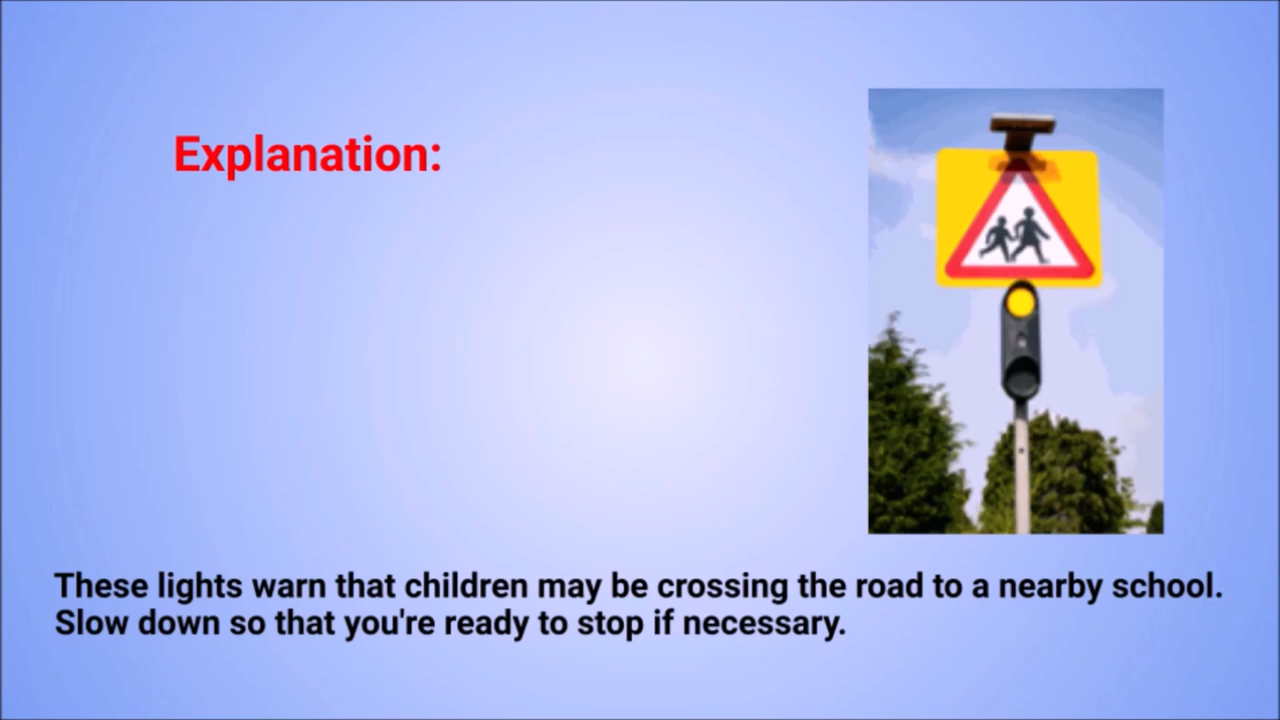 Explanation:
These lights warn that children may be crossing the road to a nearby school.
Slow down so that you're ready to stop if necessary.